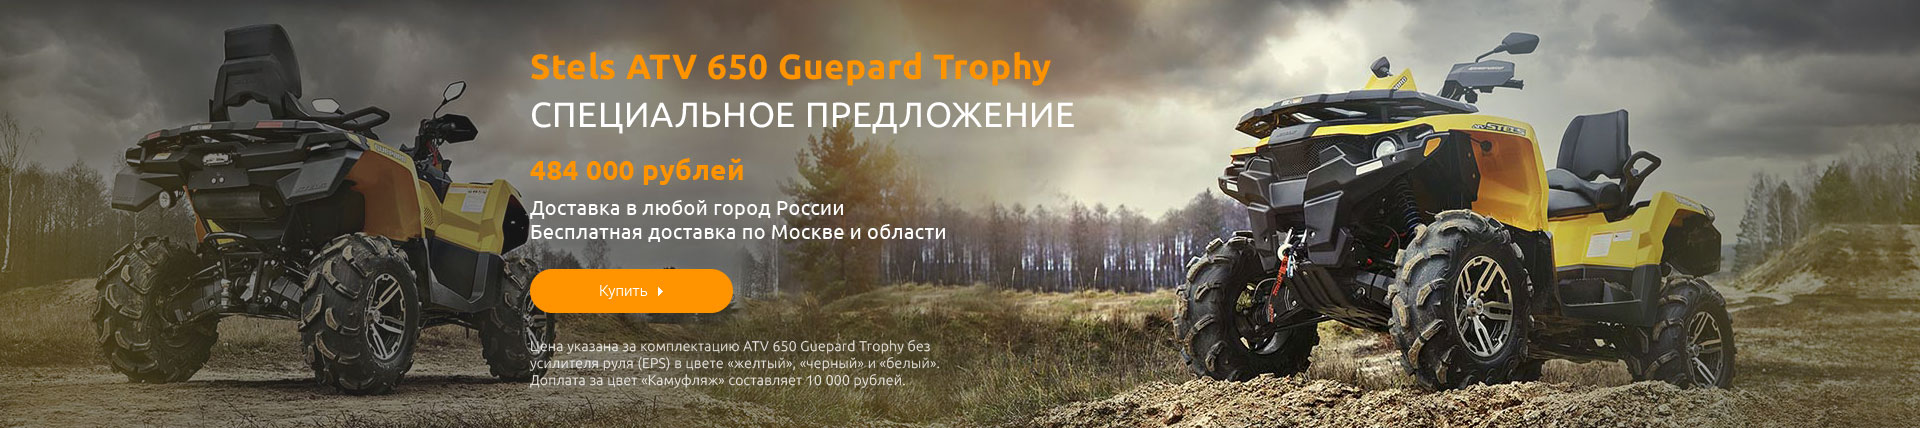 Stels ATV 650 Guepard Trophy
СПЕЦИАЛЬНОЕ ПРЕДЛОЖЕНИЕ
484 000 рублей
Доставка в любой город России
Бесплатная доставка по Москве и области
Купить
Цена указана за комплектацию ATV 650 Guepard Trophy без
усилителя руля (EPS) в цвете «желтый», «черный» и «белый».
Доплата за цвет «Камуфляж» составляет 10 000 рублей.
STELS
GUEPARD